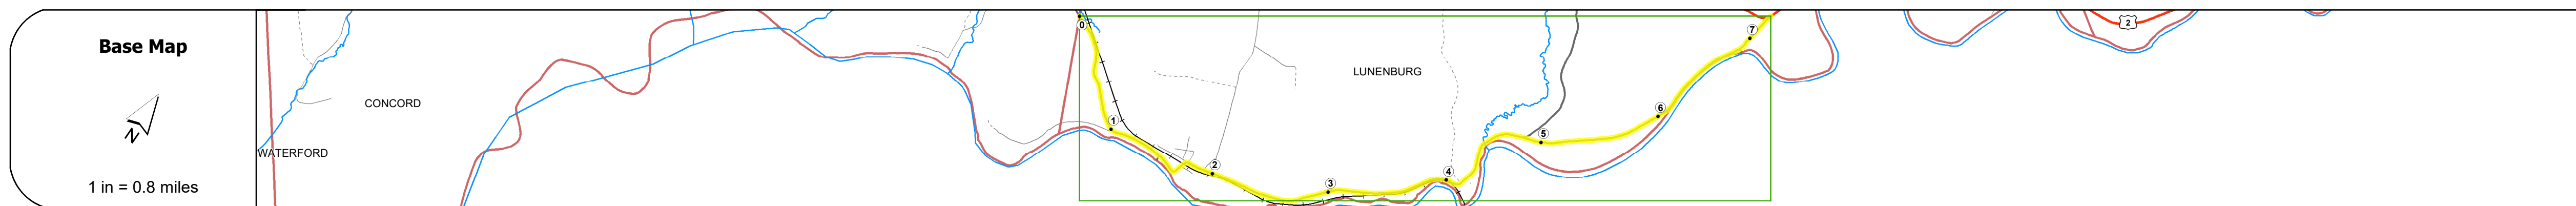 Base Map
N
1 in = 0.8 miles
WATERFORD
CONCORD
LUNENBURG
0
1
2
3
4
5
6
7
2